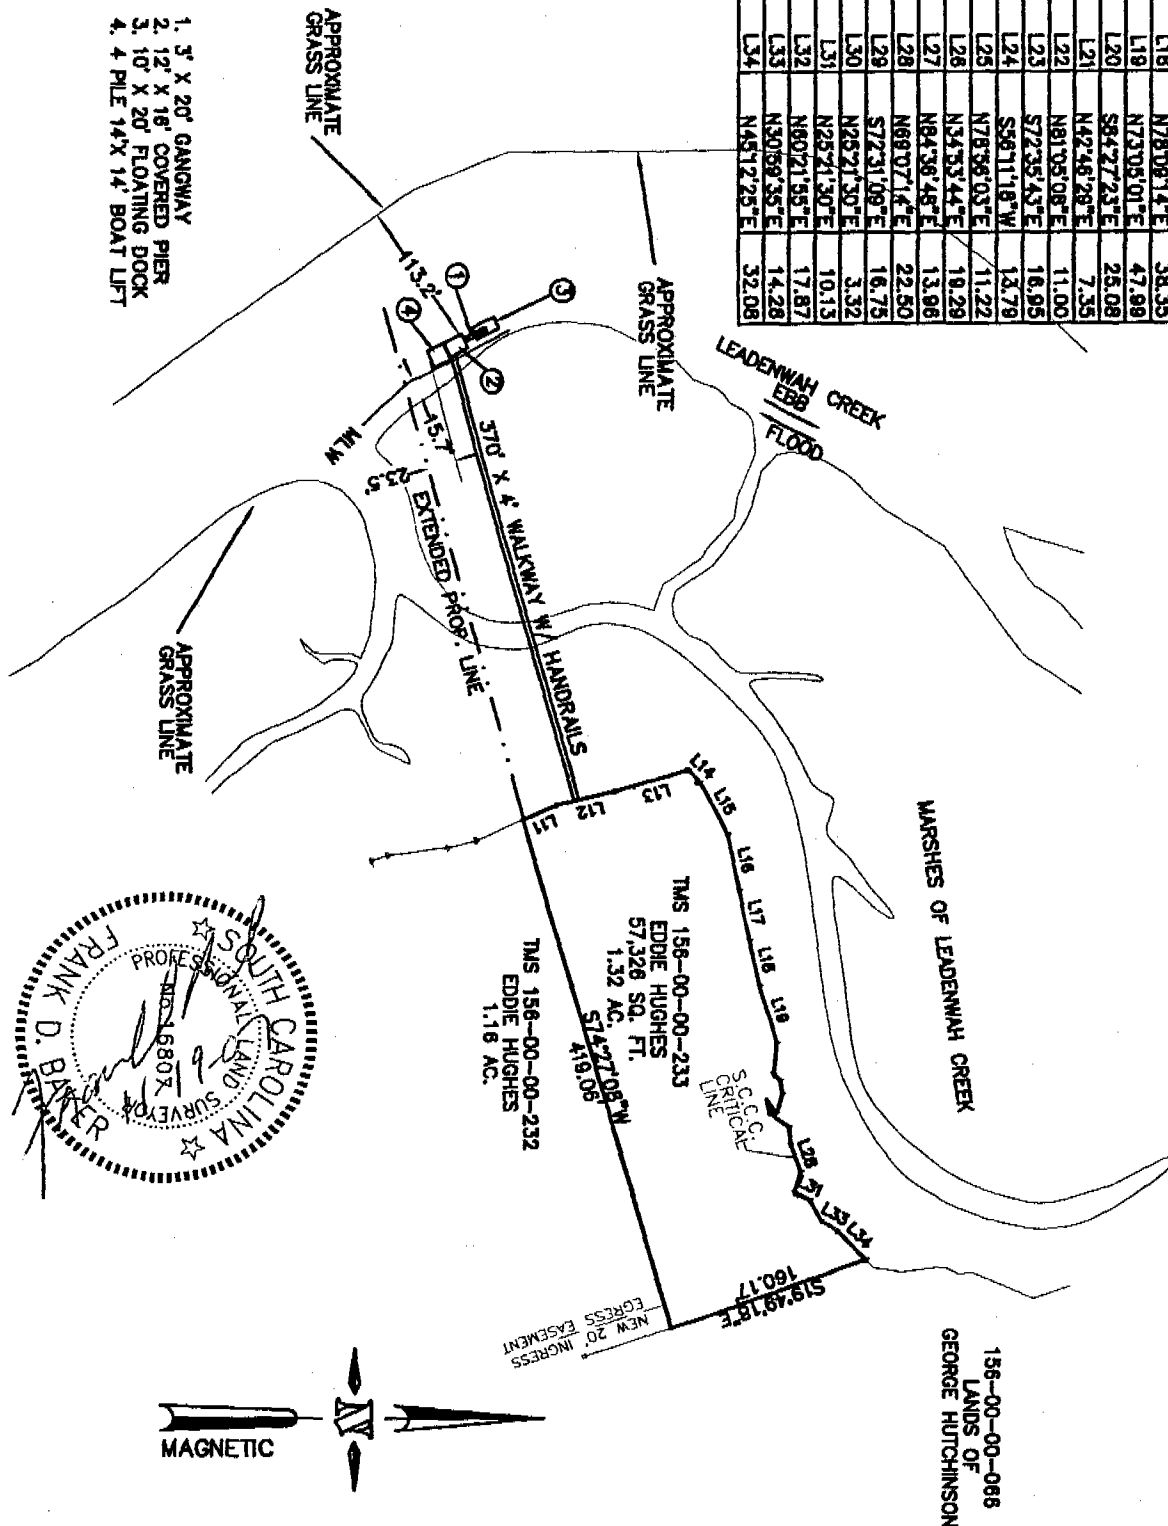 L19 N73°05'01"E 47.99
L20 S84°27'23"E 25.08
L21 N42°46'29"E 7.35
L22 N81°05'08"E 11.00
L23 S72°35'43"E 16.95
L24 S56°11'18"W 13.79
L25 N78°56'03"E 11.22
L26 N34°53'44"E 19.29
L27 N84°36'48"E 13.96
L28 N69°07'14"E 22.50
L29 S72°31'09"E 16.75
L30 N25°21'30"E 3.32
L31 N25°21'30"E 10.13
L32 N60°21'55"E 17.87
L33 N30°59'35"E 14.28
L34 N45°12'25"E 32.08
LEADENWAH CREEK
EBB
FLOOD
MARSHES OF LEADENWAH CREEK
156-00-00-066
LANDS OF
GEORGE HUTCHINSON
APPROXIMATE
GRASS LINE
APPROXIMATE
GRASS LINE
APPROXIMATE
GRASS LINE
113.2'
1
2
3
4
MLW
15.7'
23.5'
370' X 4' WALKWAY W/ HANDRAILS
EXTENDED PROP. LINE
L11
L12
L13
L14
L15
L16
L17
L18
L19
L28
L31
L33
L34
S.C.C.C.
CRITICAL
LINE
TMS 156-00-00-233
EDDIE HUGHES
57,326 SQ. FT.
1.32 AC.
S74°27'08"W
419.06'
TMS 156-00-00-232
EDDIE HUGHES
1.16 AC.
S19°49'18"E
160.17'
NEW 20' INGRESS
EGRESS EASEMENT
1. 3' X 20' GANGWAY
2. 12' X 16' COVERED PIER
3. 10' X 20' FLOATING DOCK
4. 4 PILE 14'X 14' BOAT LIFT
SOUTH CAROLINA
PROFESSIONAL LAND SURVEYOR
FRANK D. BAKER
N
MAGNETIC